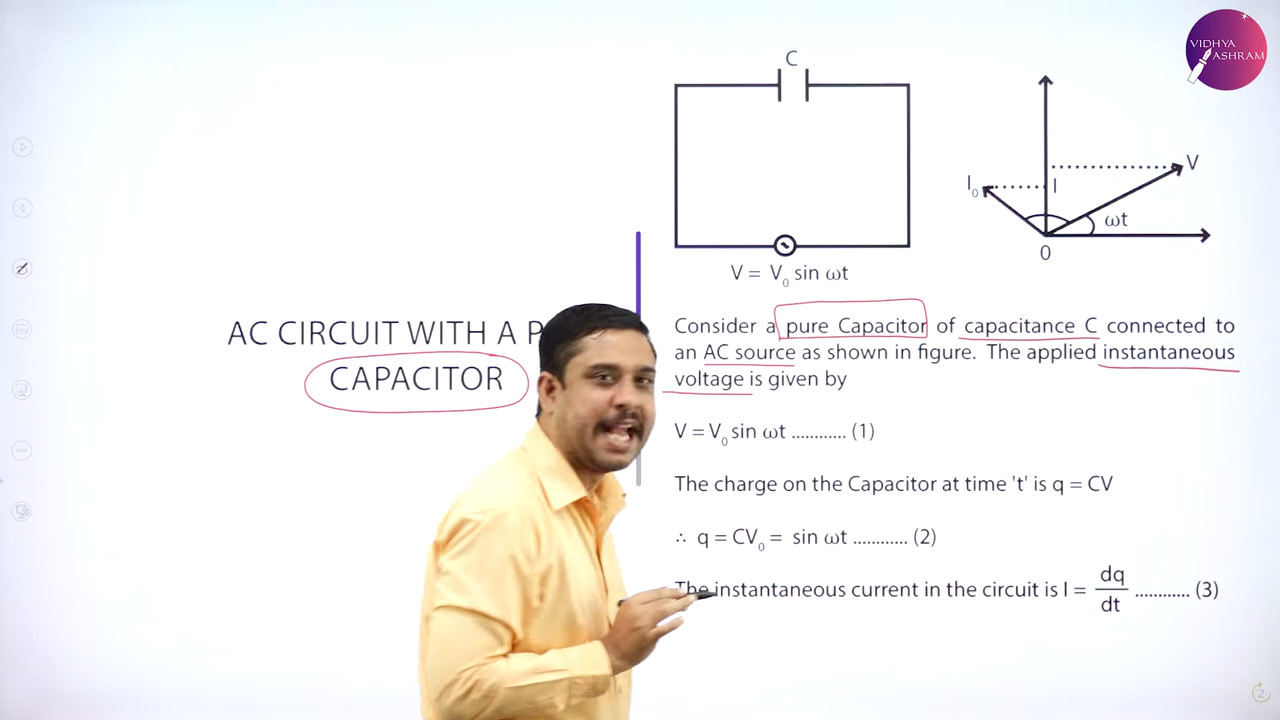 VIDHYA
ASHRAM
C
V
I₀
I
ωt
0
V = V₀ sin ωt
AC CIRCUIT WITH A
CAPACITOR
Consider a pure Capacitor of capacitance C connected to
an AC source as shown in figure. The applied instantaneous
voltage is given by
V = V₀ sin ωt ............ (1)
The charge on the Capacitor at time 't' is q = CV
∴ q = CV₀ = sin ωt ............ (2)
The instantaneous current in the circuit is I = dq/dt ............ (3)